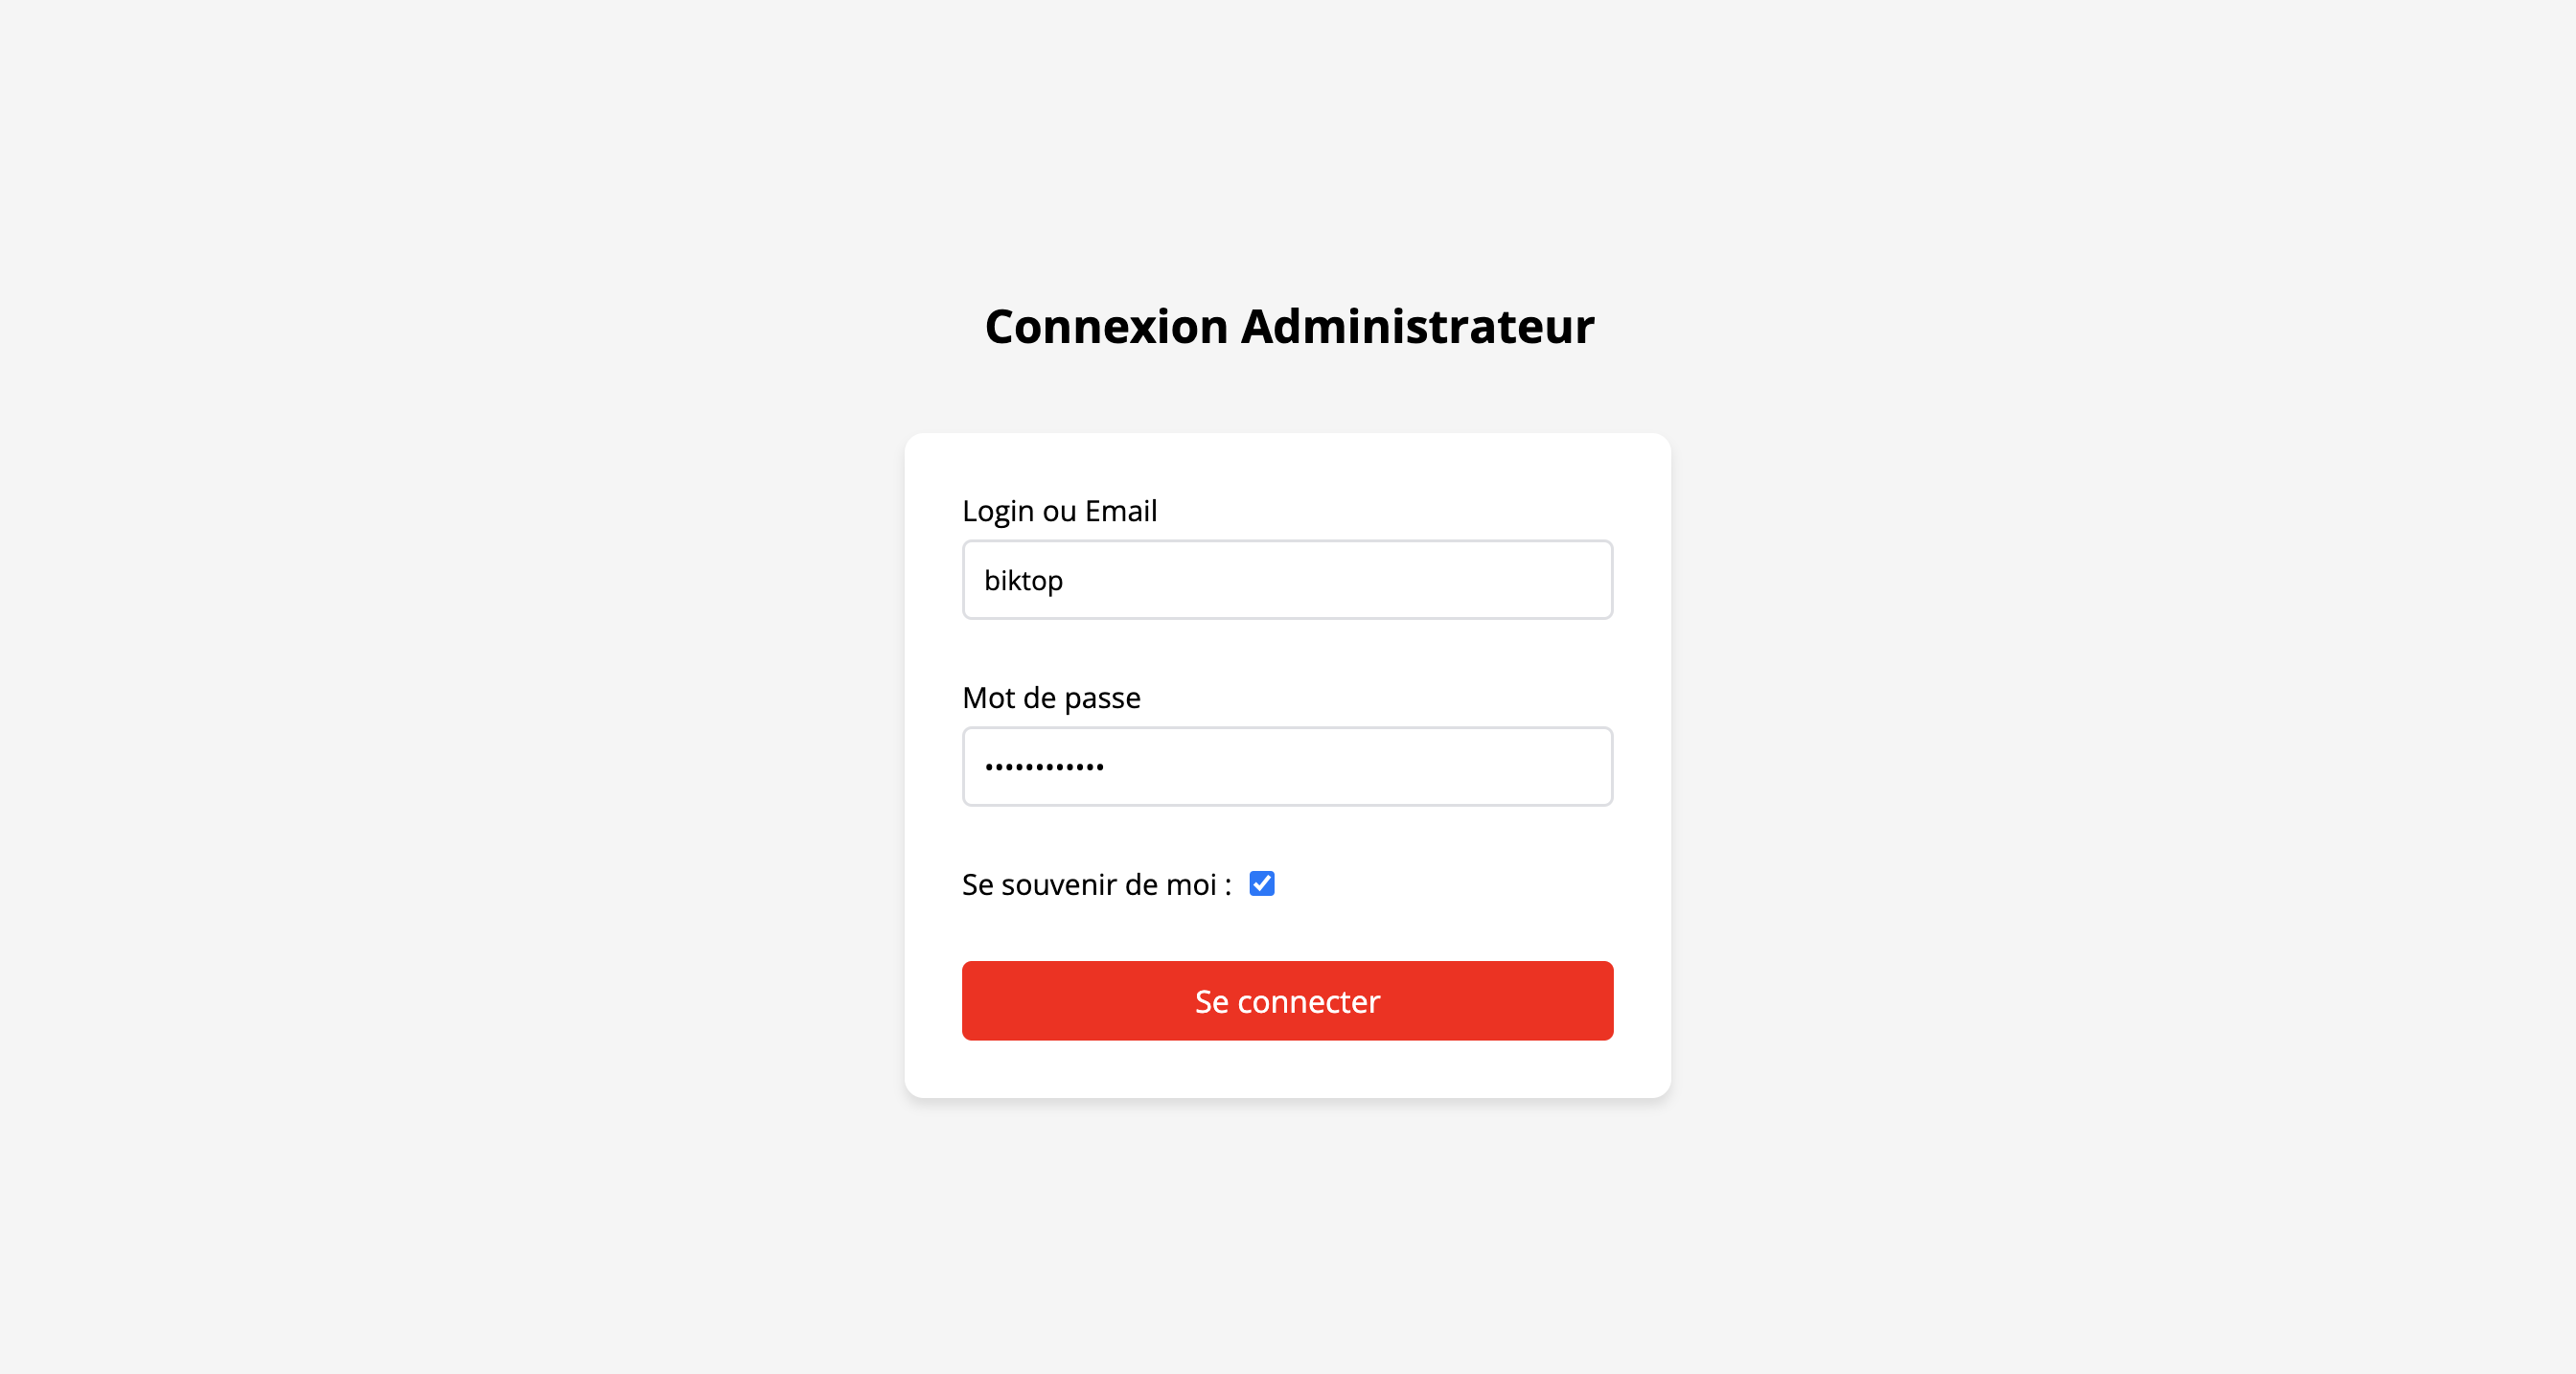 Connexion Administrateur
Login ou Email
biktop
Mot de passe
••••••••••••
Se souvenir de moi :
Se connecter